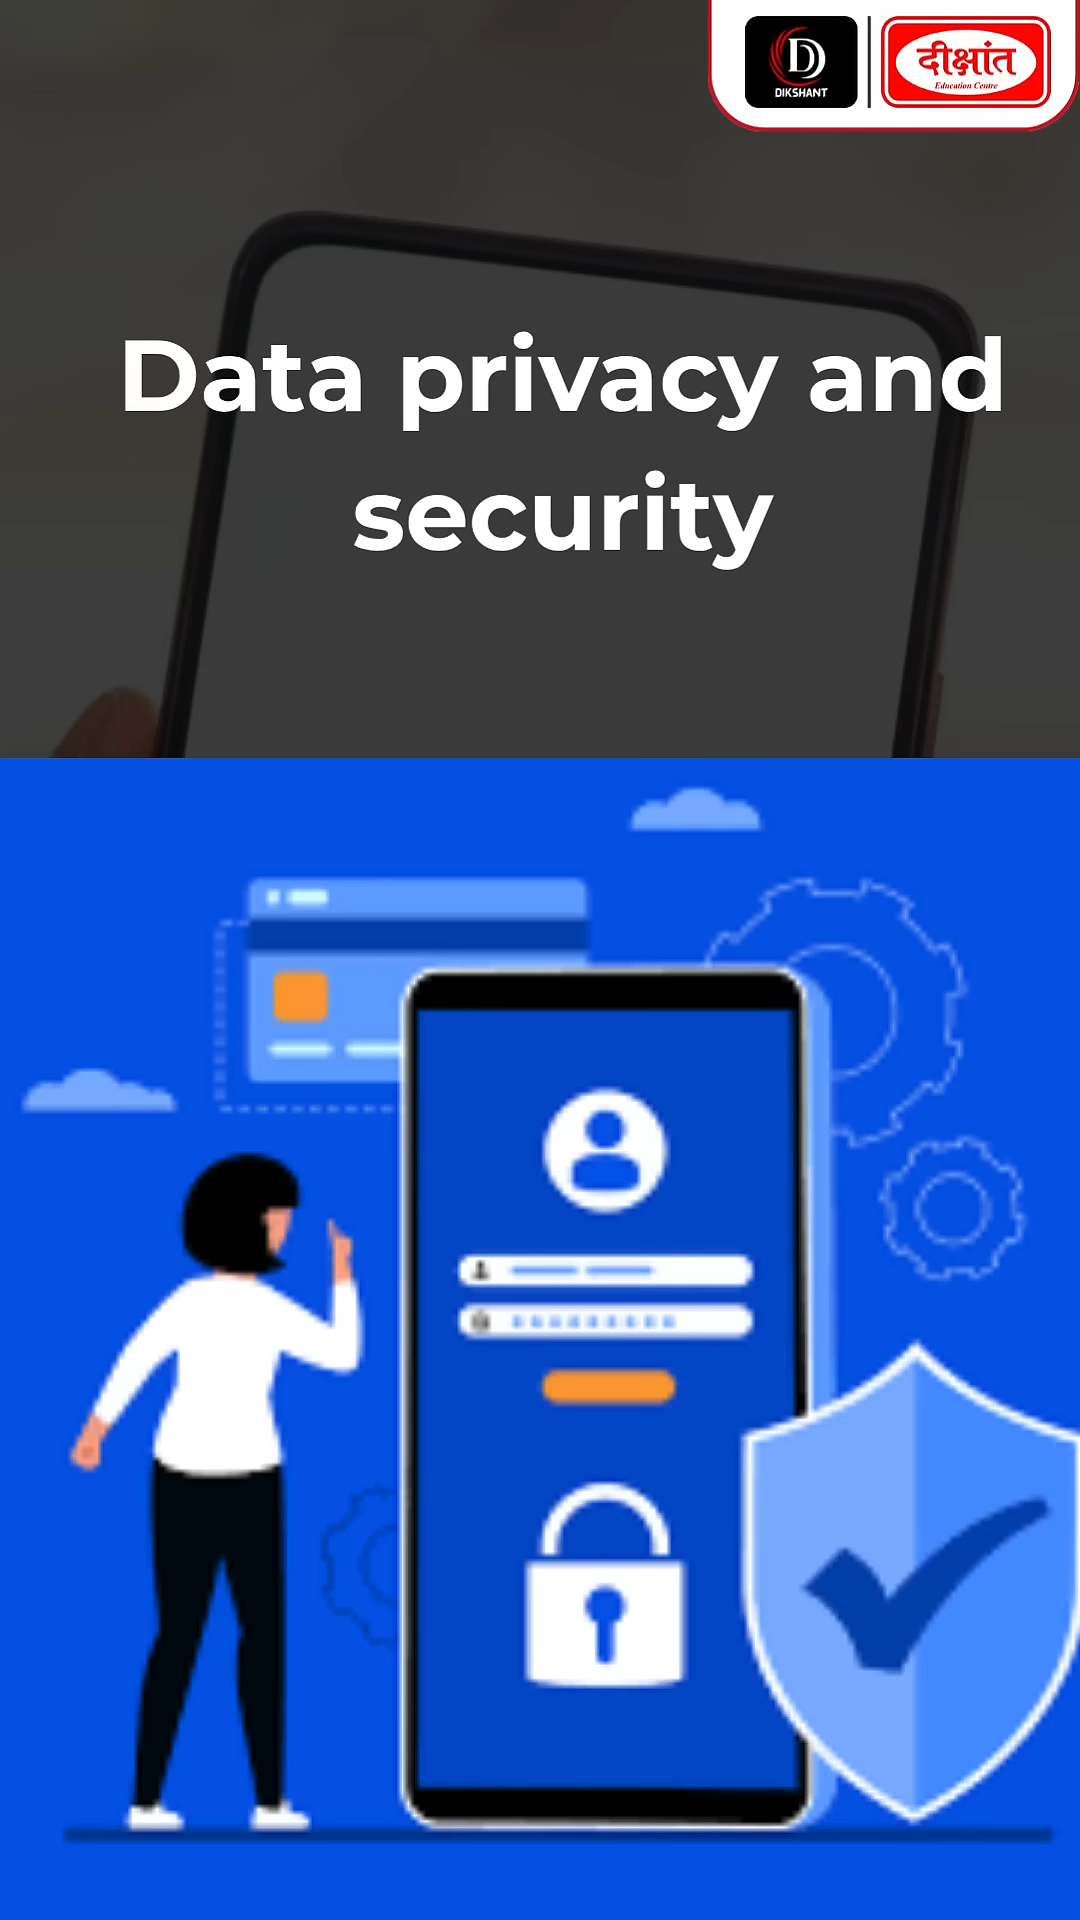 DIKSHANT
दीक्षांत
Education Centre
Data privacy and
security